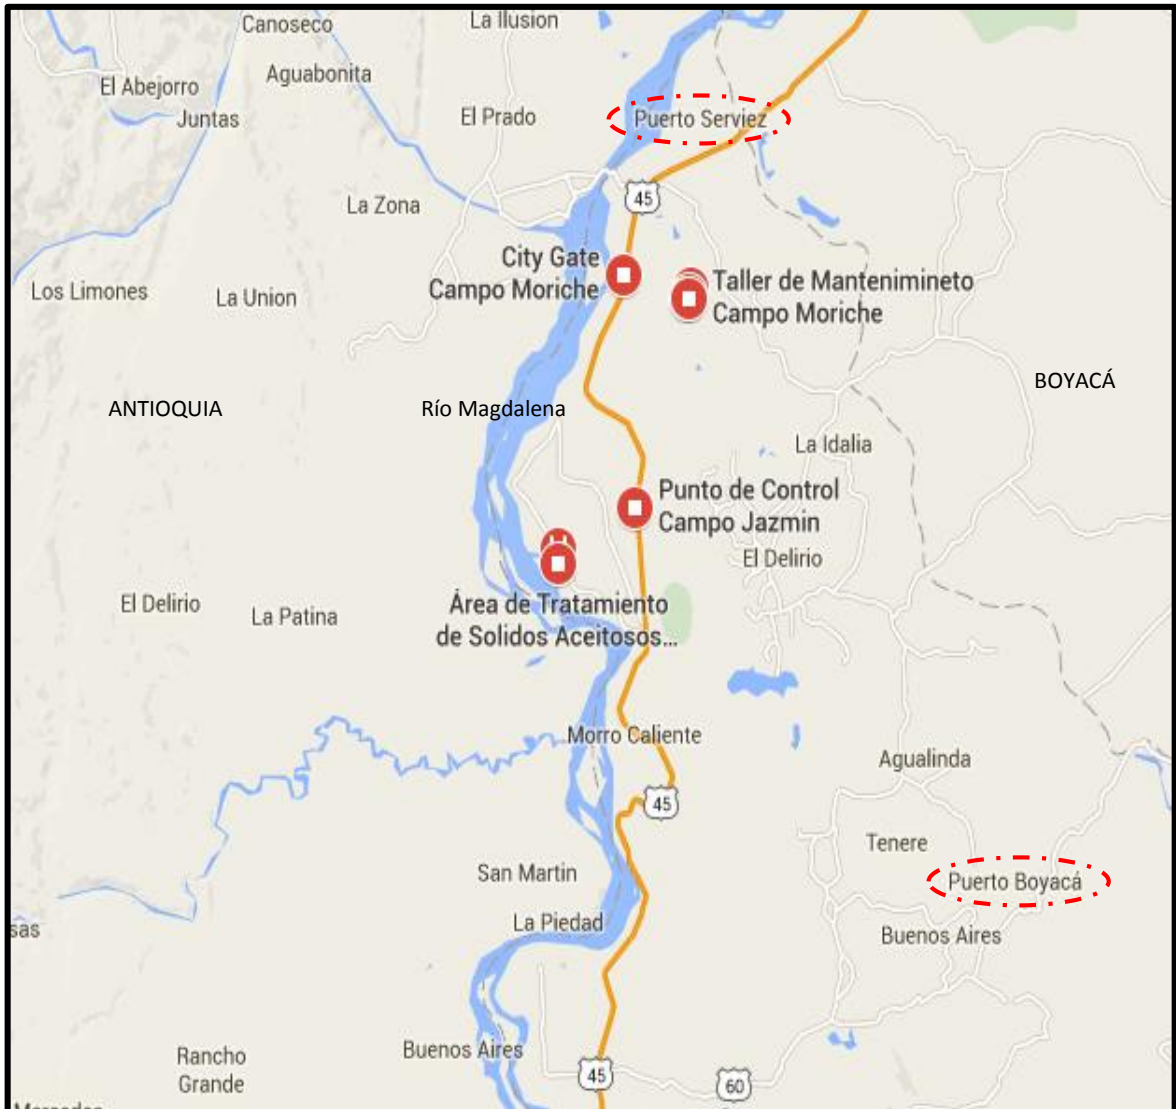 Canoseco
La Ilusion
El Abejorro
Aguabonita
Juntas
El Prado
Puerto Serviez
La Zona
45
City Gate
Campo Moriche
Taller de Mantenimineto
Campo Moriche
Los Limones
La Union
ANTIOQUIA
Río Magdalena
BOYACÁ
La Idalia
Punto de Control
Campo Jazmin
El Delirio
El Delirio
La Patina
Área de Tratamiento
de Solidos Aceitosos...
Morro Caliente
Agualinda
45
Tenere
San Martin
Puerto Boyacá
La Piedad
sas
Buenos Aires
Buenos Aires
Rancho
Grande
45
60